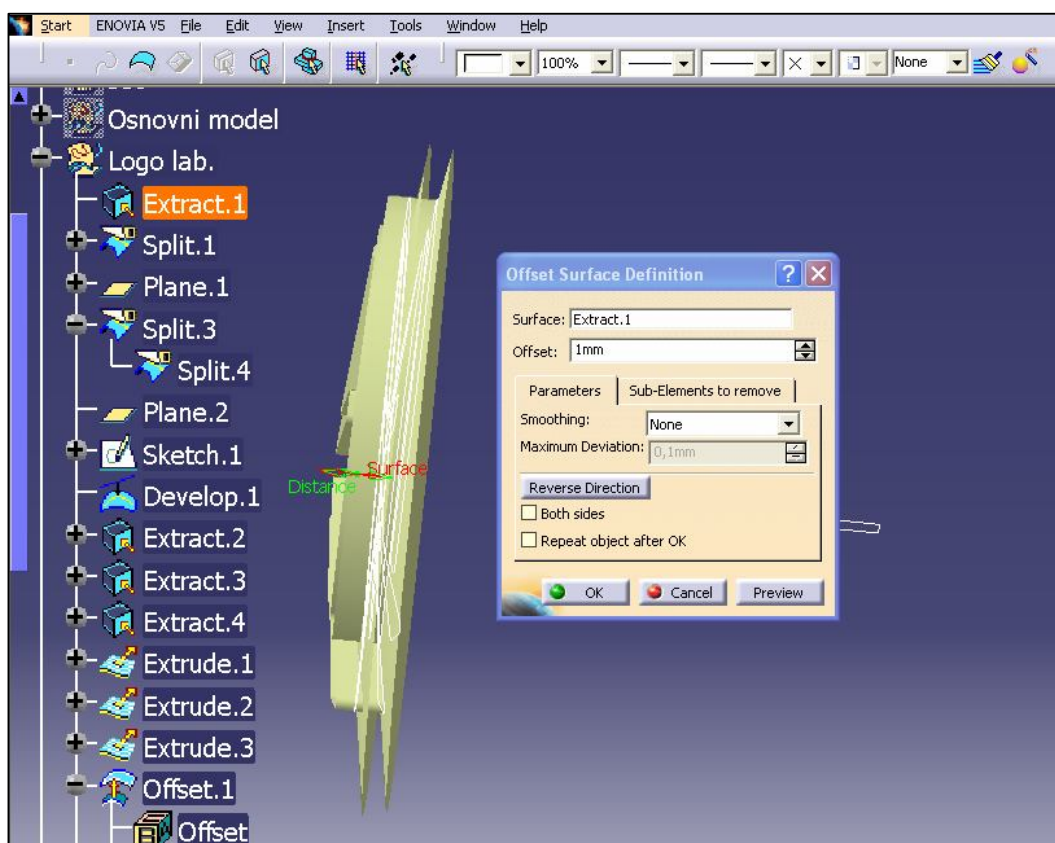 Start ENOVIA V5 File Edit View Insert Tools Window Help
100% None
Osnovni model
Logo lab.
Extract.1
Split.1
Plane.1
Split.3
Split.4
Plane.2
Sketch.1
Develop.1
Extract.2
Extract.3
Extract.4
Extrude.1
Extrude.2
Extrude.3
Offset.1
Offset
Surface
Distance
Offset Surface Definition
Surface: Extract.1
Offset: 1mm
Parameters Sub-Elements to remove
Smoothing: None
Maximum Deviation: 0,1mm
Reverse Direction
Both sides
Repeat object after OK
OK Cancel Preview